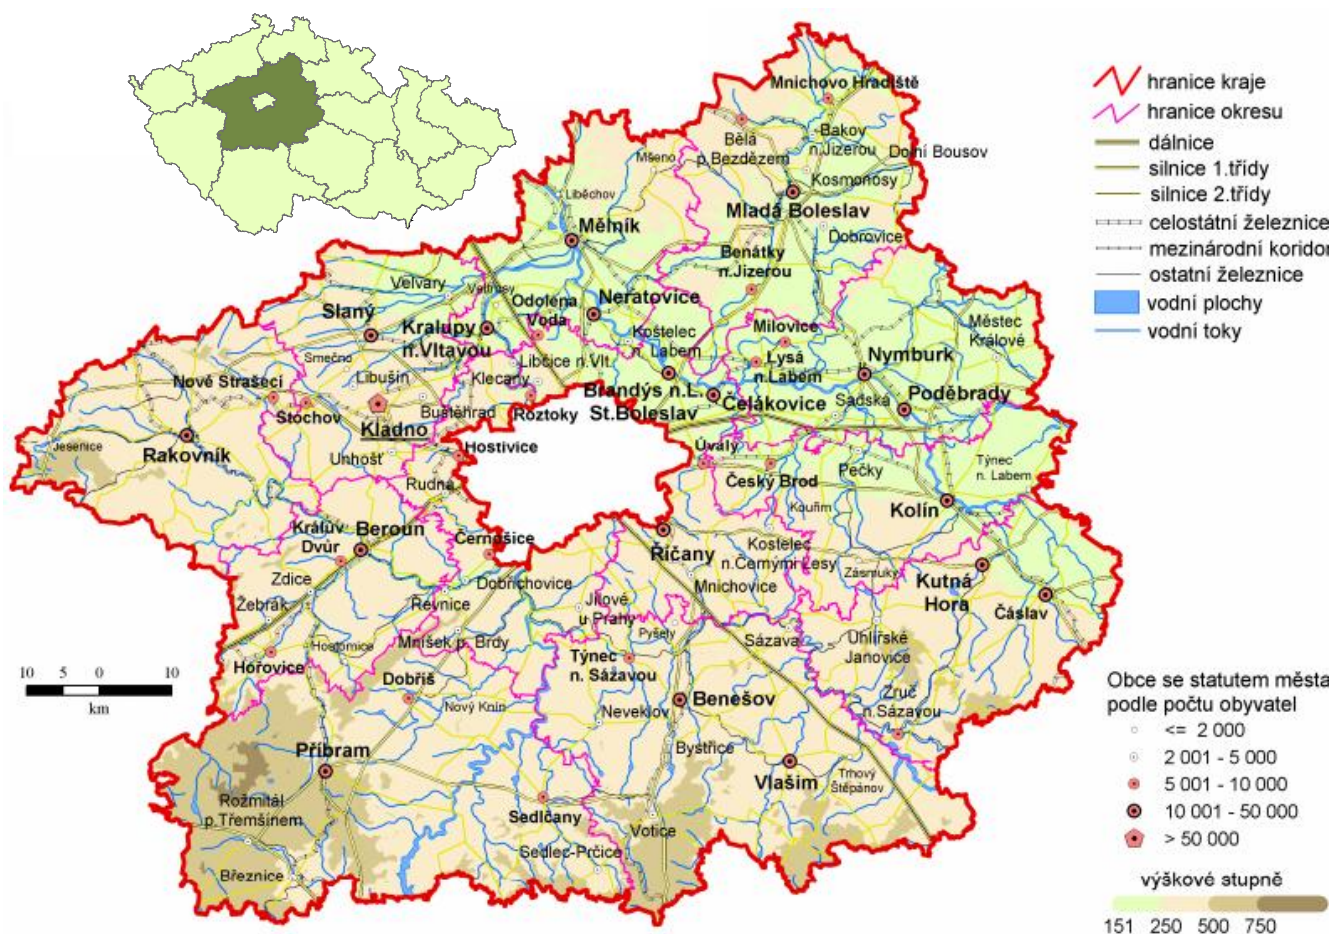 Mnichovo Hradiště
Bělá
p.Bezdězem
Bakov
n.Jizerou
Dolní Bousov
Mšeno
Kosmonosy
Liběchov
Mladá Boleslav
Mělník
Dobrovice
Benátky
n.Jizerou
Velvary
Veltrusy
Odolena
Voda
Neratovice
Slaný
Kralupy
n.Vltavou
Kostelec
n. Labem
Milovice
Městec
Králové
Smečno
Libčice n.Vlt.
Lysá
n.Labem
Nymburk
Nové Strašecí
Libušín
Klecany
Brandýs n.L.
St.Boleslav
Čelákovice
Sadská
Poděbrady
Stochov
Buštěhrad
Roztoky
Kladno
Hostivice
Jesenice
Rakovník
Unhošť
Úvaly
Pečky
Týnec
n. Labem
Rudná
Český Brod
Kouřim
Kolín
Králův
Dvůr
Beroun
Černošice
Říčany
Kostelec
n.Černými Lesy
Zdice
Dobřichovice
Mnichovice
Zásmuky
Kutná
Hora
Čáslav
Žebrák
Řevnice
Jílové
u Prahy
Pyšely
Sázava
Uhlířské
Janovice
Hostomice
Mníšek p. Brdy
Hořovice
Týnec
n. Sázavou
Dobříš
Nový Knín
Neveklov
Benešov
Zruč
n.Sázavou
Příbram
Bystřice
Vlašim
Trhový
Štěpánov
Rožmitál
p.Třemšínem
Sedlčany
Votice
Sedlec-Prčice
Březnice
10 5 0 10
km
hranice kraje
hranice okresu
dálnice
silnice 1.třídy
silnice 2.třídy
celostátní železnice
mezinárodní koridor
ostatní železnice
vodní plochy
vodní toky
Obce se statutem města
podle počtu obyvatel
<= 2 000
2 001 - 5 000
5 001 - 10 000
10 001 - 50 000
> 50 000
výškové stupně
151 250 500 750